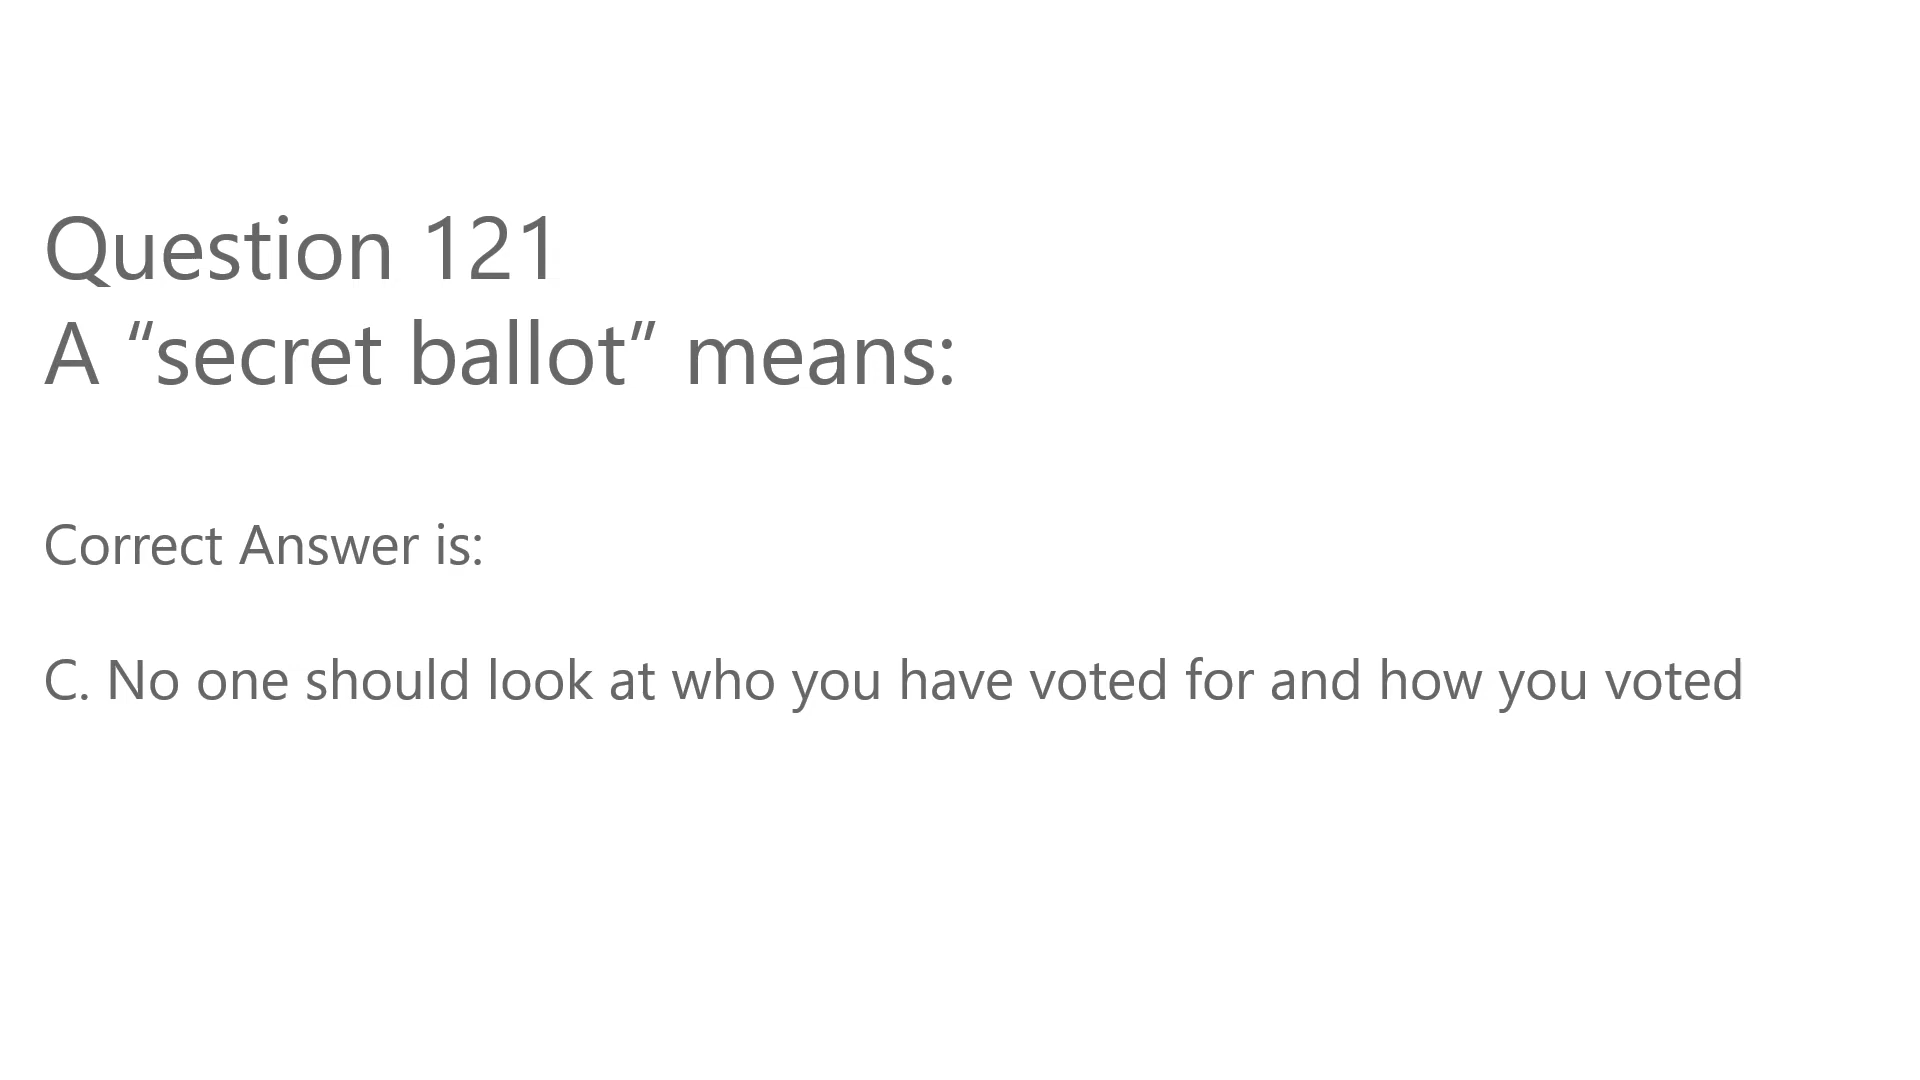 Question 121
A “secret ballot” means:
Correct Answer is:
C. No one should look at who you have voted for and how you voted